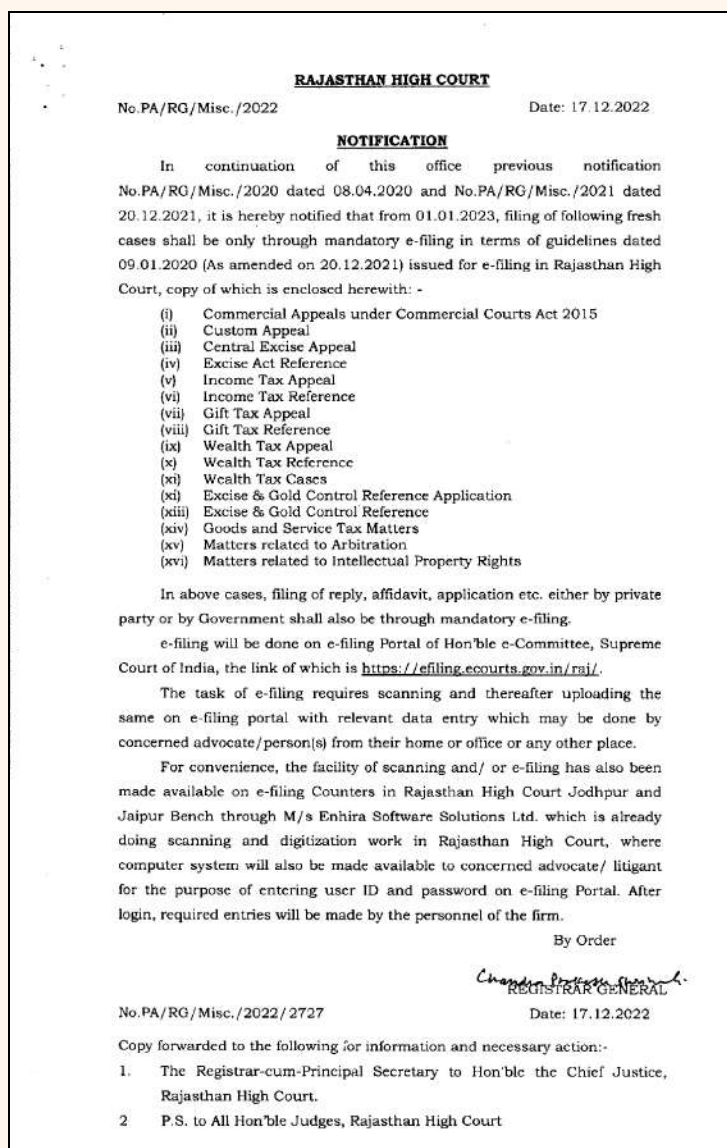 RAJASTHAN HIGH COURT
No.PA/RG/Misc./2022 Date: 17.12.2022
NOTIFICATION
In continuation of this office previous notification
No.PA/RG/Misc./2020 dated 08.04.2020 and No.PA/RG/Misc./2021 dated
20.12.2021, it is hereby notified that from 01.01.2023, filing of following fresh
cases shall be only through mandatory e-filing in terms of guidelines dated
09.01.2020 (As amended on 20.12.2021) issued for e-filing in Rajasthan High
Court, copy of which is enclosed herewith: -
(i) Commercial Appeals under Commercial Courts Act 2015
(ii) Custom Appeal
(iii) Central Excise Appeal
(iv) Excise Act Reference
(v) Income Tax Appeal
(vi) Income Tax Reference
(vii) Gift Tax Appeal
(viii) Gift Tax Reference
(ix) Wealth Tax Appeal
(x) Wealth Tax Reference
(xi) Wealth Tax Cases
(xi) Excise & Gold Control Reference Application
(xiii) Excise & Gold Control Reference
(xiv) Goods and Service Tax Matters
(xv) Matters related to Arbitration
(xvi) Matters related to Intellectual Property Rights
In above cases, filing of reply, affidavit, application etc. either by private
party or by Government shall also be through mandatory e-filing.
e-filing will be done on e-filing Portal of Hon'ble e-Committee, Supreme
Court of India, the link of which is https://efiling.ecourts.gov.in/raj/.
The task of e-filing requires scanning and thereafter uploading the
same on e-filing portal with relevant data entry which may be done by
concerned advocate/person(s) from their home or office or any other place.
For convenience, the facility of scanning and/ or e-filing has also been
made available on e-filing Counters in Rajasthan High Court Jodhpur and
Jaipur Bench through M/s Enhira Software Solutions Ltd. which is already
doing scanning and digitization work in Rajasthan High Court, where
computer system will also be made available to concerned advocate/ litigant
for the purpose of entering user ID and password on e-filing Portal. After
login, required entries will be made by the personnel of the firm.
By Order
REGISTRAR GENERAL
No.PA/RG/Misc./2022/2727 Date: 17.12.2022
Copy forwarded to the following for information and necessary action:-
1. The Registrar-cum-Principal Secretary to Hon'ble the Chief Justice,
Rajasthan High Court.
2 P.S. to All Hon'ble Judges, Rajasthan High Court